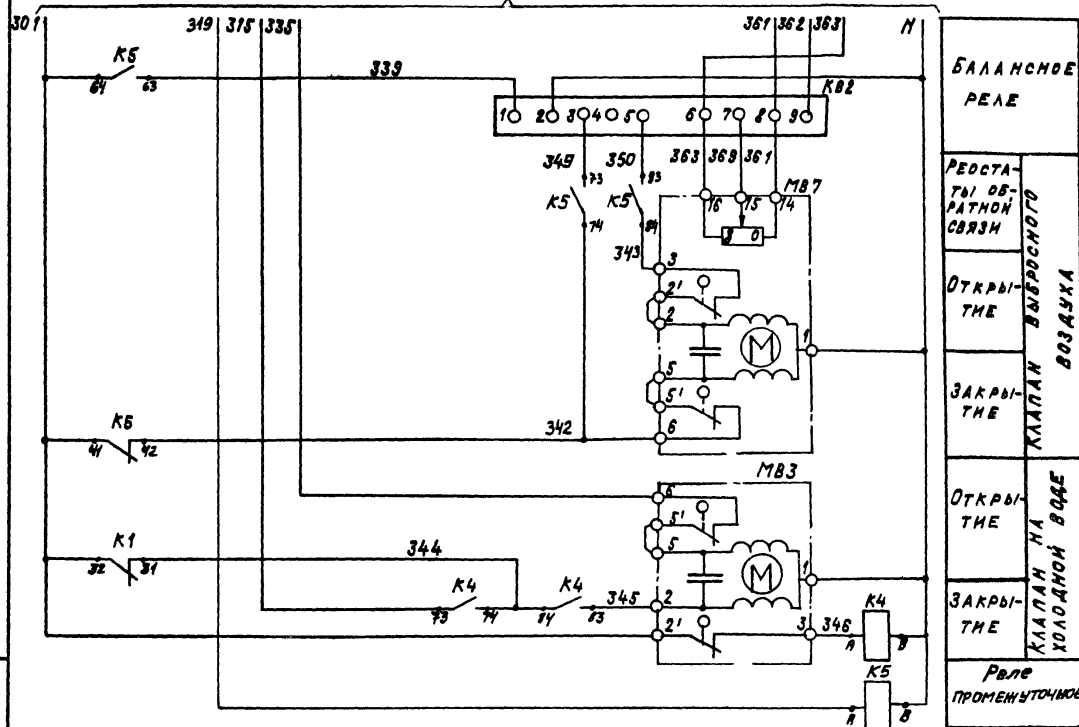 301 319 315 335 361 362 363 N
К5
64 63 339
КВ2
1 2 3 4 5 6 7 8 9
349 350 363 369 361
73 83 МВ7
К5 К5 16 15 14
74 84 З О
343 3
2'
2
М 1
5
5'
К6 342 6
41 42
МВ3
6
5'
К1 344 5
32 31 М 1
К4 К4 345 2 К4
73 74 84 83
2' 3 346 А В
К5
А В
БАЛАНСНОЕ
РЕЛЕ
РЕОСТА-
ТЫ ОБ-
РАТНОЙ
СВЯЗИ
ОТКРЫ-
ТИЕ
ЗАКРЫ-
ТИЕ
КЛАПАН ВЫБРОСНОГО
ВОЗДУХА
ОТКРЫ-
ТИЕ
ЗАКРЫ-
ТИЕ
КЛАПАН НА
ХОЛОДНОЙ ВОДЕ
Реле
ПРОМЕЖУТОЧНОЕ